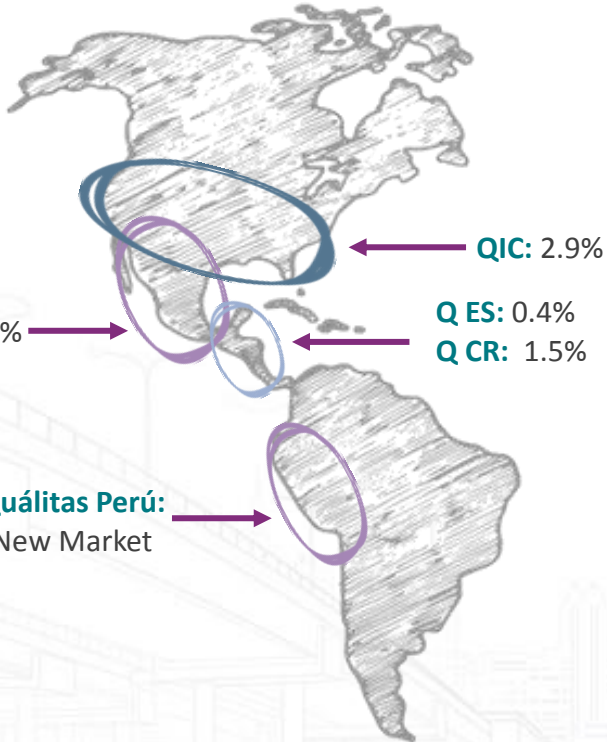 QIC: 2.9%
Q ES: 0.4%
%
Q CR: 1.5%
uálitas Perú:
New Market